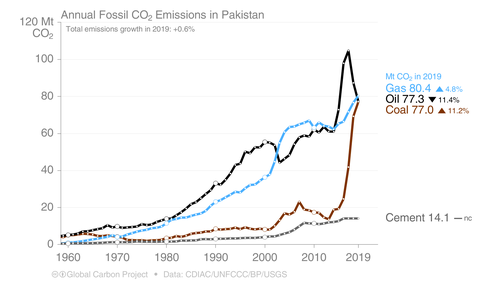 Annual Fossil CO₂ Emissions in Pakistan
120 Mt
CO₂
Total emissions growth in 2019: +0.6%
100
80
60
40
20
0
1960 1970 1980 1990 2000 2010 2019
Mt CO₂ in 2019
Gas 80.4 ▲ 4.8%
Oil 77.3 ▼ 11.4%
Coal 77.0 ▲ 11.2%
Cement 14.1 — nc
Global Carbon Project • Data: CDIAC/UNFCCC/BP/USGS